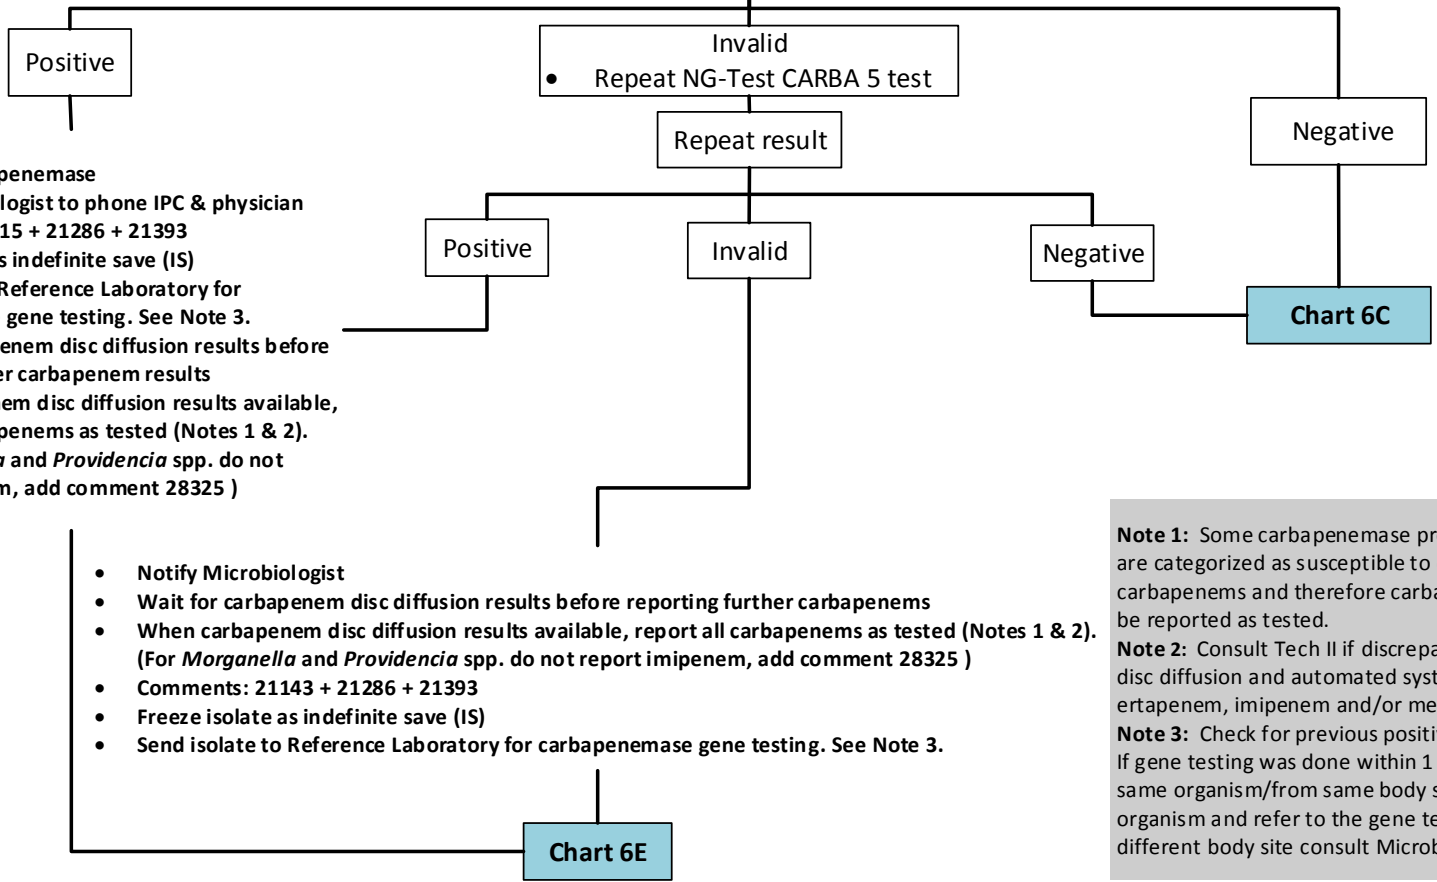 Positive
Invalid
• Repeat NG-Test CARBA 5 test
Negative
Repeat result
Positive
Invalid
Negative
Chart 6C
penemase
logist to phone IPC & physician
15 + 21286 + 21393
s indefinite save (IS)
Reference Laboratory for
gene testing. See Note 3.
enem disc diffusion results before
er carbapenem results
nem disc diffusion results available,
penems as tested (Notes 1 & 2).
a and Providencia spp. do not
m, add comment 28325 )
• Notify Microbiologist
• Wait for carbapenem disc diffusion results before reporting further carbapenems
• When carbapenem disc diffusion results available, report all carbapenems as tested (Notes 1 & 2).
(For Morganella and Providencia spp. do not report imipenem, add comment 28325 )
• Comments: 21143 + 21286 + 21393
• Freeze isolate as indefinite save (IS)
• Send isolate to Reference Laboratory for carbapenemase gene testing. See Note 3.
Chart 6E
Note 1: Some carbapenemase pr
are categorized as susceptible to
carbapenems and therefore carba
be reported as tested.
Note 2: Consult Tech II if discrepa
disc diffusion and automated syst
ertapenem, imipenem and/or me
Note 3: Check for previous positiv
If gene testing was done within 1
same organism/from same body s
organism and refer to the gene te
different body site consult Microb